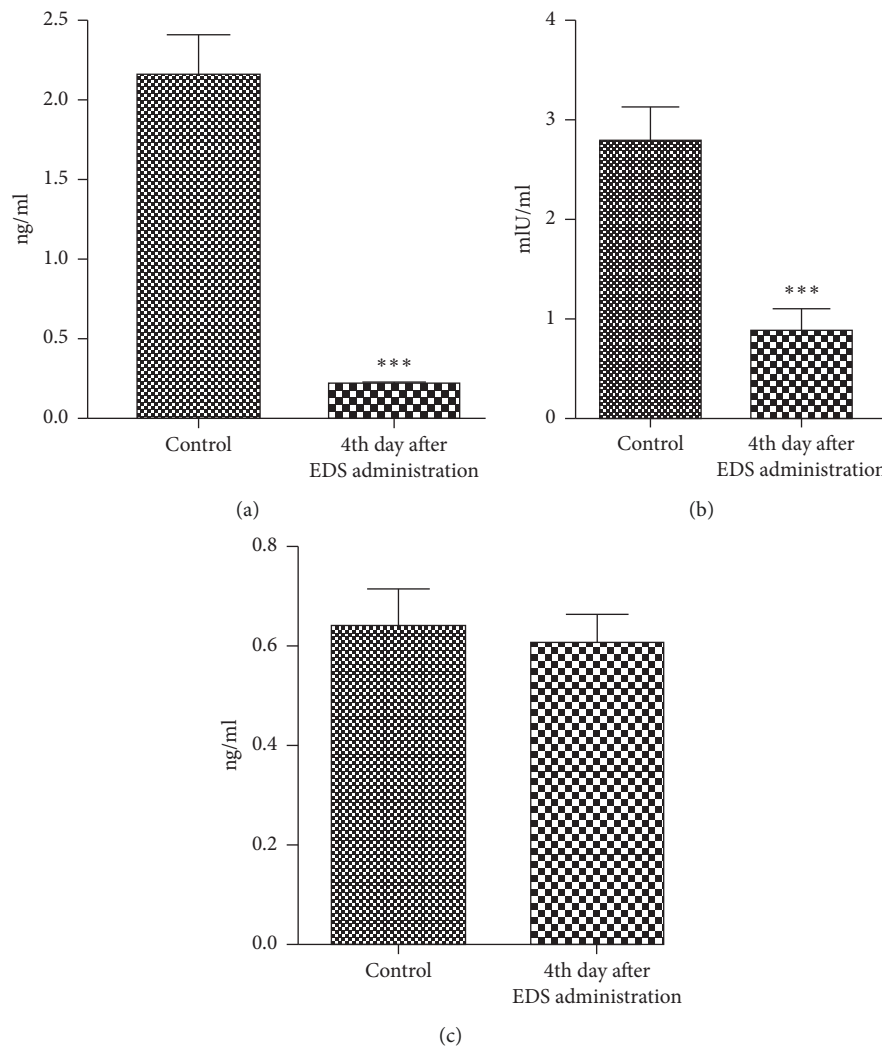 2.5
2.0
1.5
1.0
0.5
0.0
ng/ml
***
Control
4th day after
EDS administration
(a)
4
3
2
1
0
mlU/ml
***
Control
4th day after
EDS administration
(b)
0.8
0.6
0.4
0.2
0.0
ng/ml
Control
4th day after
EDS administration
(c)